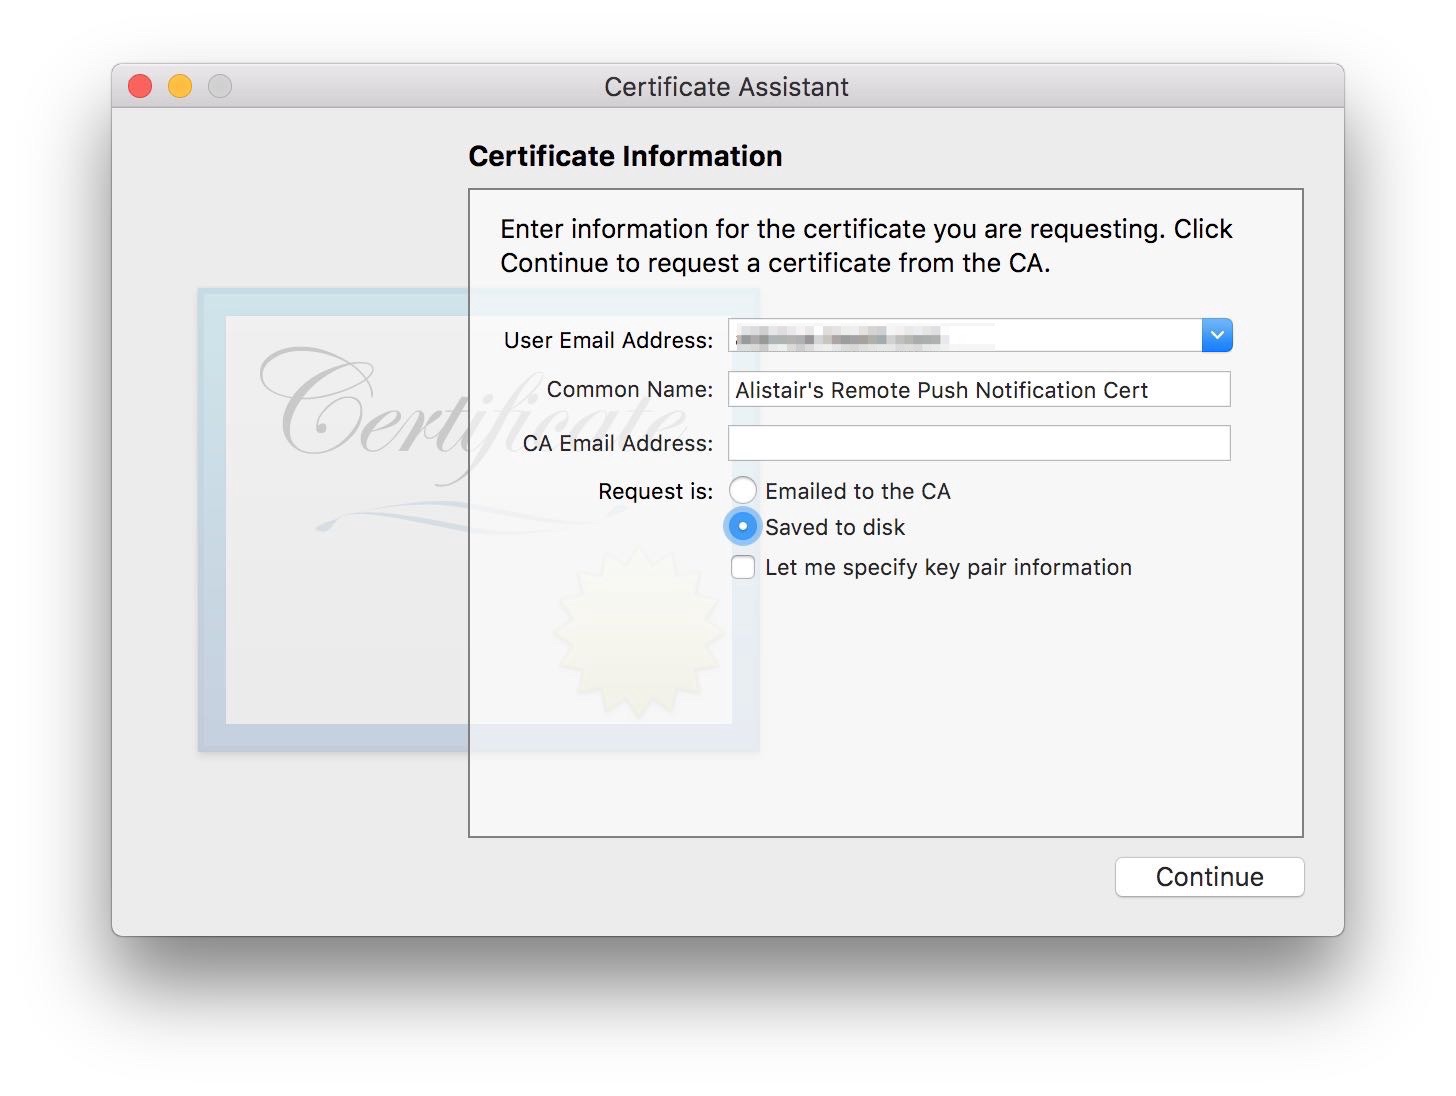 Certificate Assistant
Certificate Information
Enter information for the certificate you are requesting. Click
Continue to request a certificate from the CA.
Certificate
User Email Address:
Common Name: Alistair's Remote Push Notification Cert
CA Email Address:
Request is: Emailed to the CA
Saved to disk
Let me specify key pair information
Continue